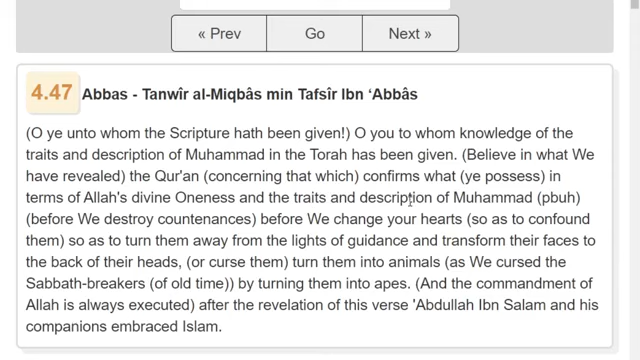 « Prev Go Next »
4.47 Abbas - Tanwîr al-Miqbâs min Tafsîr Ibn ‘Abbâs
(O ye unto whom the Scripture hath been given!) O you to whom knowledge of the
traits and description of Muhammad in the Torah has been given. (Believe in what We
have revealed) the Qur'an (concerning that which) confirms what (ye possess) in
terms of Allah's divine Oneness and the traits and description of Muhammad (pbuh)
(before We destroy countenances) before We change your hearts (so as to confound
them) so as to turn them away from the lights of guidance and transform their faces to
the back of their heads, (or curse them) turn them into animals (as We cursed the
Sabbath-breakers (of old time)) by turning them into apes. (And the commandment of
Allah is always executed) after the revelation of this verse 'Abdullah Ibn Salam and his
companions embraced Islam.